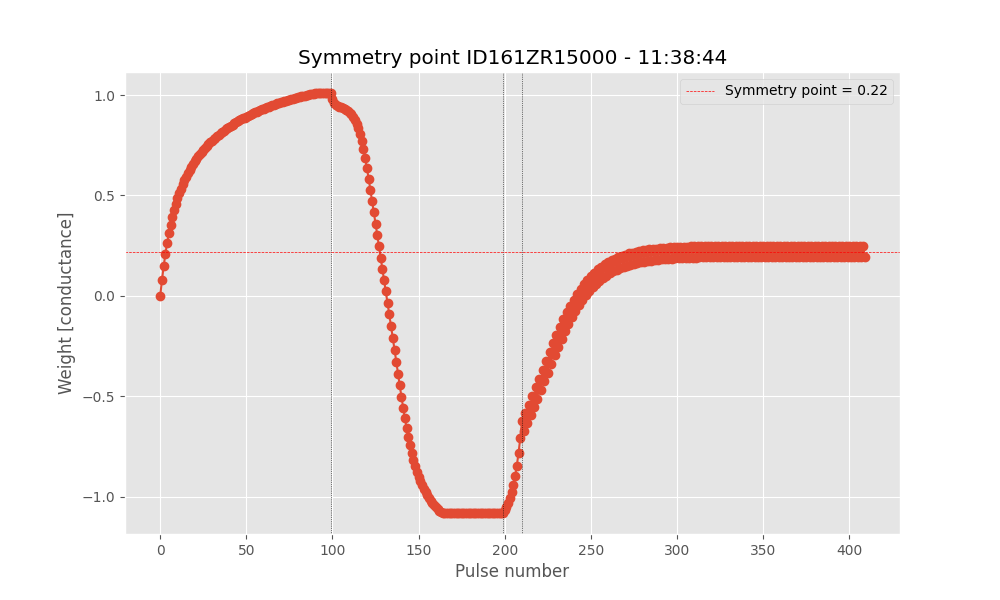 Symmetry point ID161ZR15000 - 11:38:44
Symmetry point = 0.22
1.0
0.5
0.0
−0.5
−1.0
Weight [conductance]
0 50 100 150 200 250 300 350 400
Pulse number